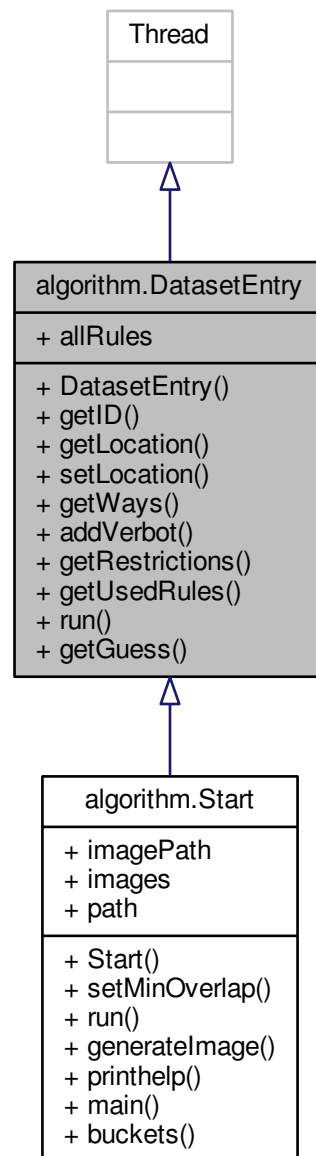 Thread
algorithm.DatasetEntry
+ allRules
+ DatasetEntry()
+ getID()
+ getLocation()
+ setLocation()
+ getWays()
+ addVerbot()
+ getRestrictions()
+ getUsedRules()
+ run()
+ getGuess()
algorithm.Start
+ imagePath
+ images
+ path
+ Start()
+ setMinOverlap()
+ run()
+ generateImage()
+ printhelp()
+ main()
+ buckets()